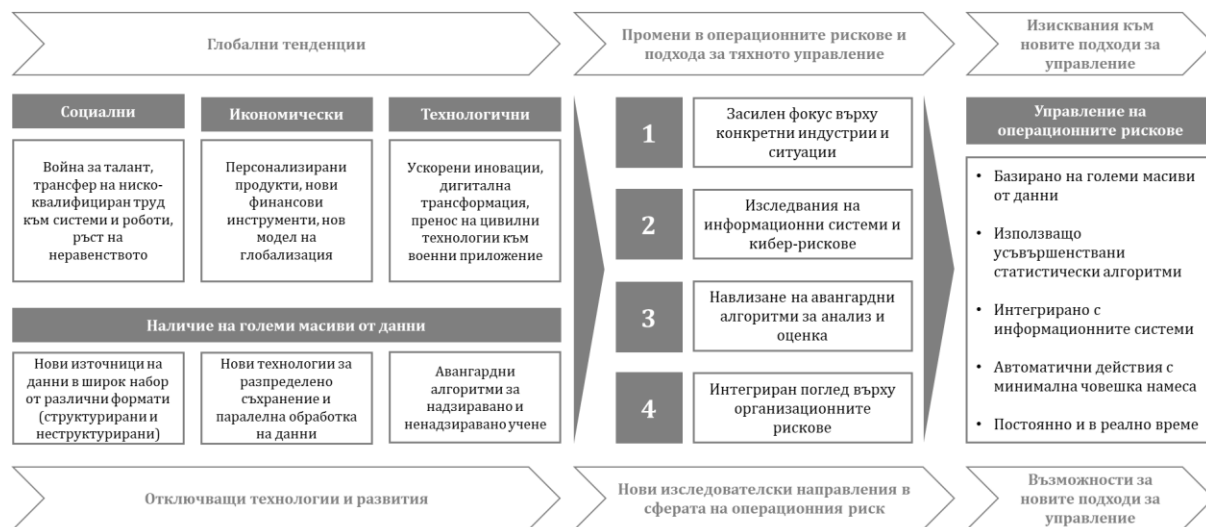 Глобални тенденции
Промени в операционните рискове и
подхода за тяхното управление
Изисквания към
новите подходи за
управление
Социални
Война за талант,
трансфер на ниско-
квалифициран труд
към системи и роботи,
ръст на
неравенството
Икономически
Персонализирани
продукти, нови
финансови
инструменти, нов
модел на
глобализация
Технологични
Ускорени иновации,
дигитална
трансформация,
пренос на цивилни
технологии към
военни приложение
Наличие на големи масиви от данни
Нови източници на
данни в широк набор
от различни формати
(структурирани и
неструктурирани)
Нови технологии за
разпределено
съхранение и
паралелна обработка
на данни
Авангардни
алгоритми за
надзиравано и
ненадзиравано учене
1
Засилен фокус върху
конкретни индустрии и
ситуации
2
Изследвания на
информационни системи и
кибер-рискове
3
Навлизане на авангардни
алгоритми за анализ и
оценка
4
Интегриран поглед върху
организационните
рискове
Управление на
операционните рискове
• Базирано на големи масиви
от данни
• Използващо
усъвършенствани
статистически алгоритми
• Интегрирано с
информационните системи
• Автоматични действия с
минимална човешка намеса
• Постоянно и в реално време
Отключващи технологии и развития
Нови изследователски направления в
сферата на операционния риск
Възможности за
новите подходи за
управление